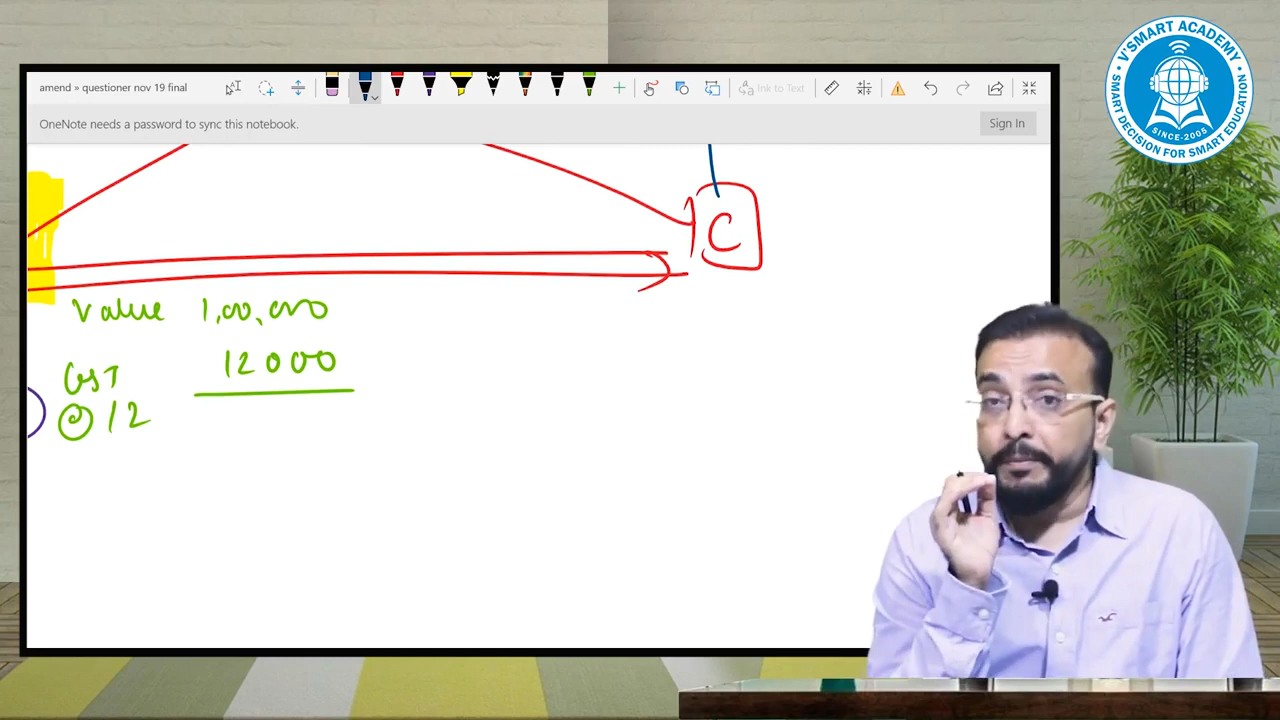 amend » questioner nov 19 final
Ink to Text
OneNote needs a password to sync this notebook.
Sign In
C
Value 1,00,000
GST 12000
@ 12
V'SMART ACADEMY
SINCE-2005
SMART DECISION FOR SMART EDUCATION